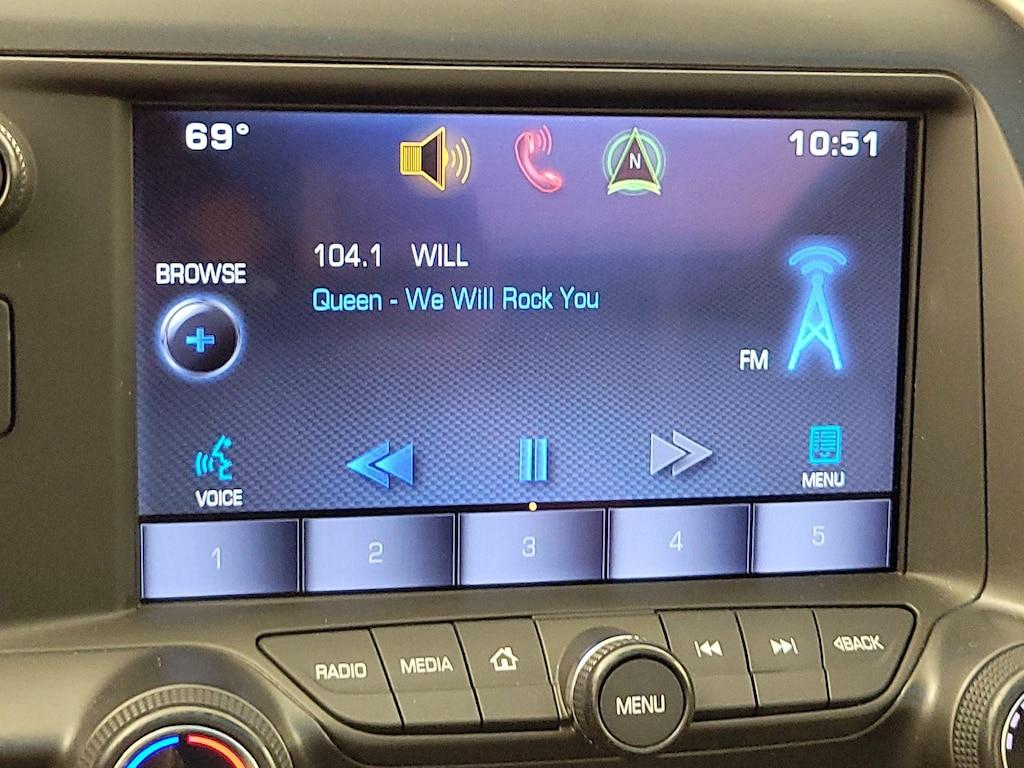 69° 10:51
N
104.1 WILL
BROWSE
Queen - We Will Rock You
FM
VOICE
MENU
1 2 3 4 5
RADIO MEDIA MENU BACK